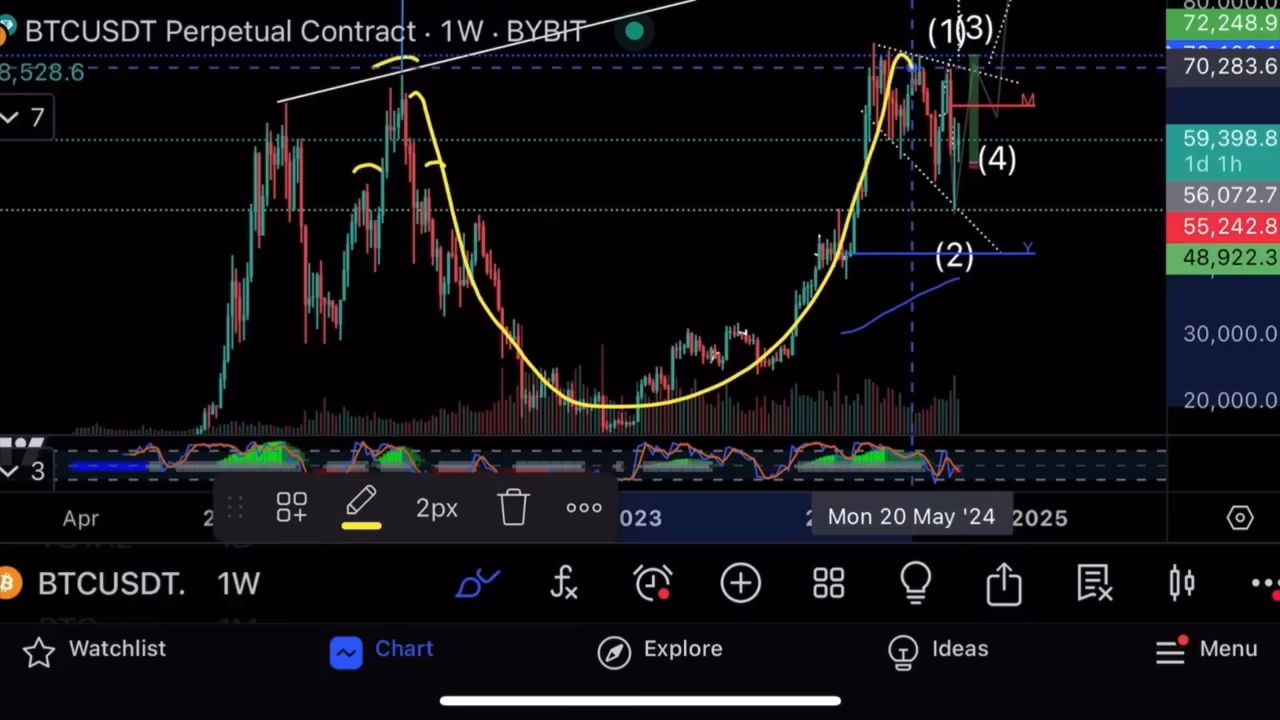 BTCUSDT Perpetual Contract · 1W · BYBIT
8,528.6
7
(1)
(3)
(4)
(2)
M
Y
72,248.9
70,283.6
59,398.8
1d 1h
56,072.7
55,242.8
48,922.3
30,000.0
20,000.0
3
Apr
2
023
Mon 20 May '24
2025
2px
BTCUSDT. 1W
Watchlist
Chart
Explore
Ideas
Menu